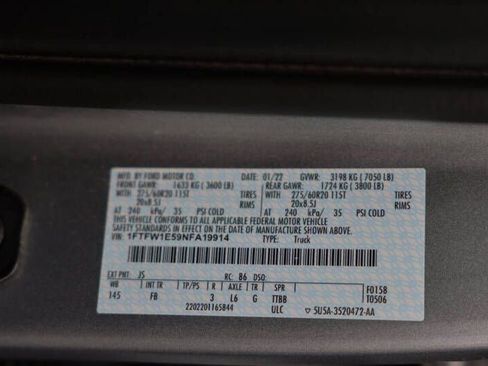 MFD. BY FORD MOTOR CO. DATE: 01/22 GVWR: 3198 KG ( 7050 LB)
FRONT GAWR: 1633 KG ( 3600 LB) REAR GAWR: 1724 KG ( 3800 LB)
WITH 275/60R20 115T TIRES WITH 275/60R20 115T TIRES
20x8.5J RIMS 20x8.5J RIMS
AT 240 kPa/ 35 PSI COLD AT 240 kPa/ 35 PSI COLD
THIS VEHICLE CONFORMS TO ALL APPLICABLE FEDERAL MOTOR VEHICLE
SAFETY STANDARDS IN EFFECT ON THE DATE OF MANUFACTURE SHOWN ABOVE.
VIN: 1FTFW1E59NFA19914 TYPE: Truck
EXT PNT: JS RC: B6 DSO:
WB INT TR TP/PS R AXLE TR SPR F0158
145 FB 3 L6 G TTBB T0506
2202201165844 ULC ▽ 5U5A-3520472-AA